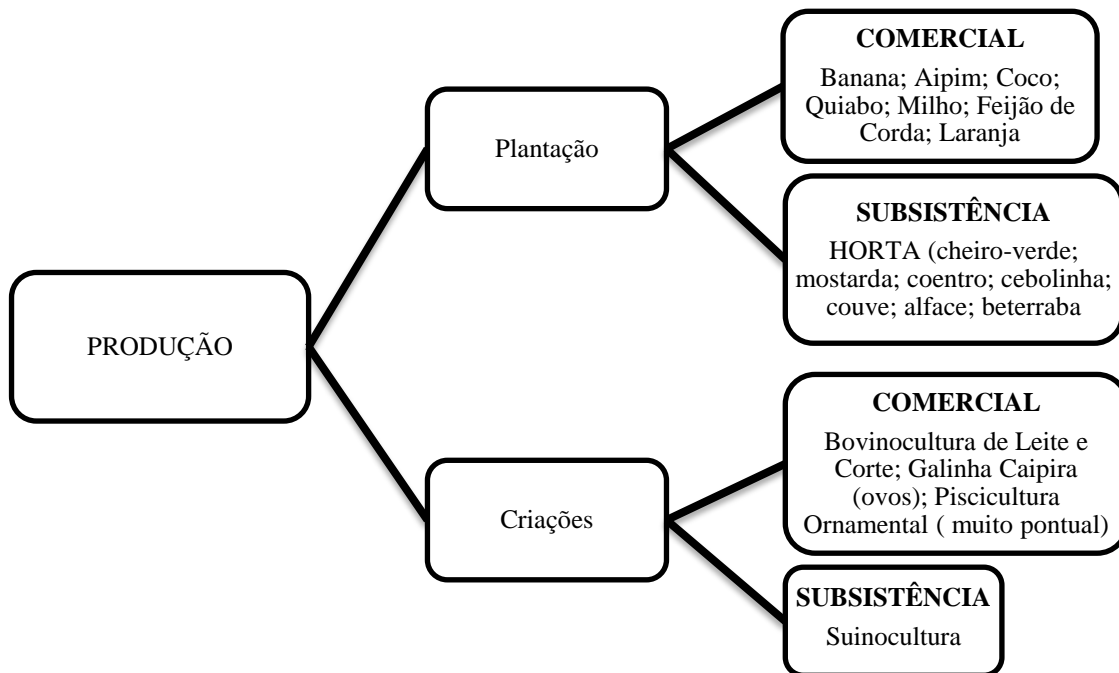 PRODUÇÃO
Plantação
COMERCIAL
Banana; Aipim; Coco;
Quiabo; Milho; Feijão de
Corda; Laranja
SUBSISTÊNCIA
HORTA (cheiro-verde;
mostarda; coentro; cebolinha;
couve; alface; beterraba
Criações
COMERCIAL
Bovinocultura de Leite e
Corte; Galinha Caipira
(ovos); Piscicultura
Ornamental ( muito pontual)
SUBSISTÊNCIA
Suinocultura